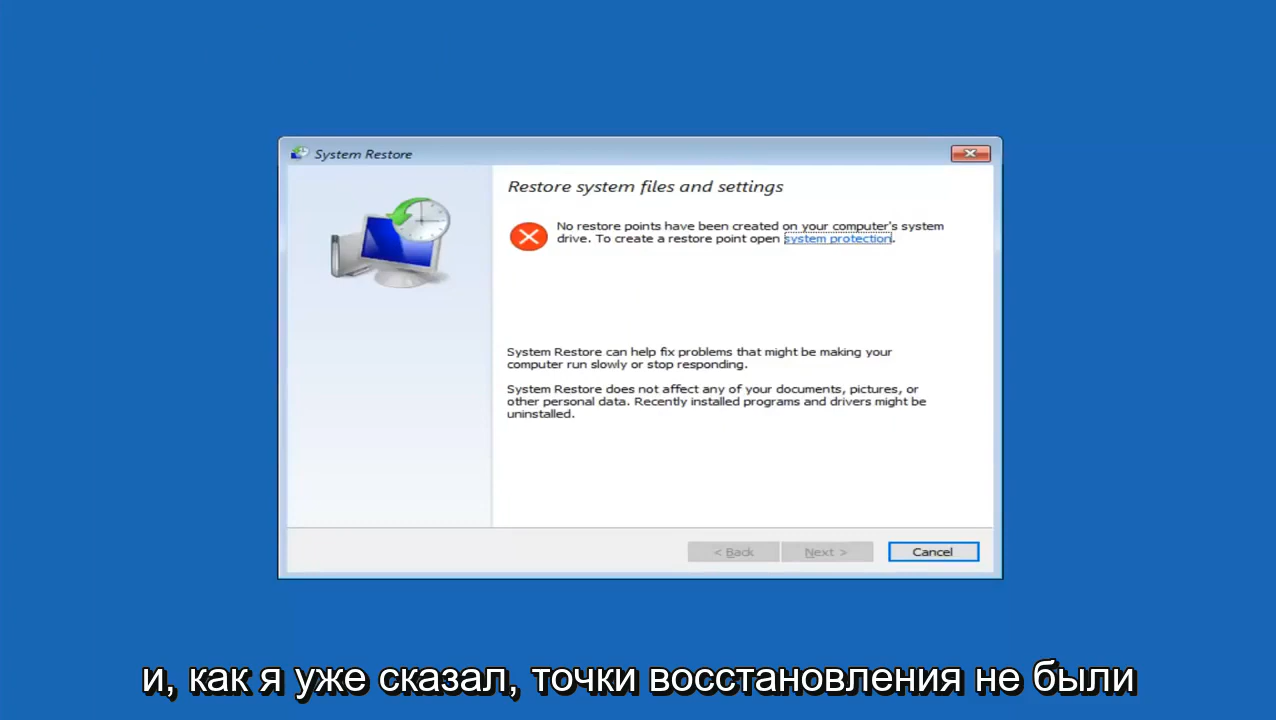 System Restore
Restore system files and settings
No restore points have been created on your computer's system
drive. To create a restore point open system protection.
System Restore can help fix problems that might be making your
computer run slowly or stop responding.
System Restore does not affect any of your documents, pictures, or
other personal data. Recently installed programs and drivers might be
uninstalled.
< Back Next > Cancel
и, как я уже сказал, точки восстановления не были